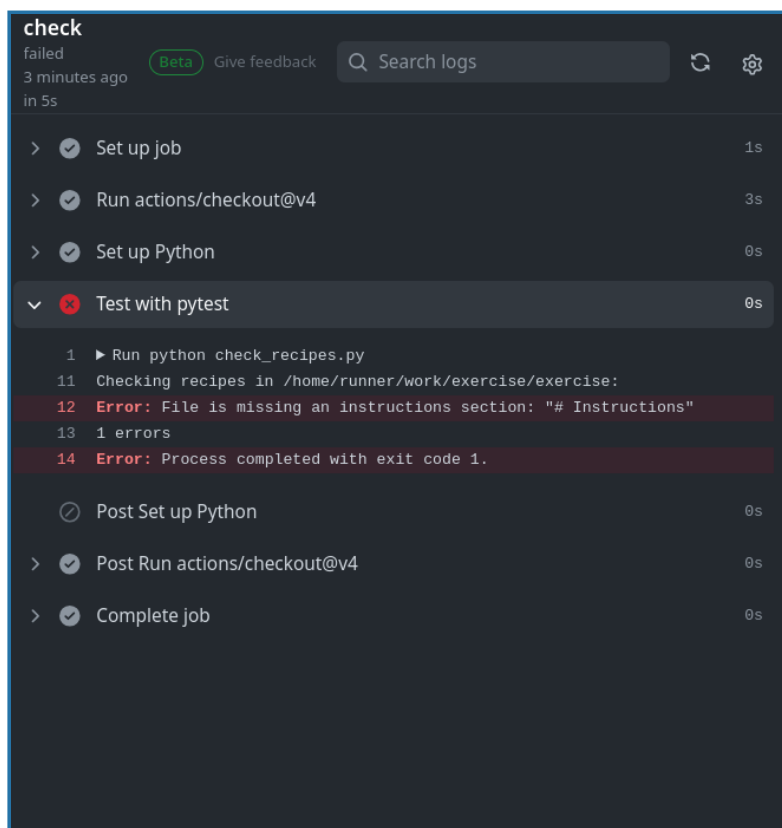 check
failed
3 minutes ago
in 5s
Beta Give feedback
Search logs
Set up job 1s
Run actions/checkout@v4 3s
Set up Python 0s
Test with pytest 0s
1 ▶ Run python check_recipes.py
11 Checking recipes in /home/runner/work/exercise/exercise:
12 Error: File is missing an instructions section: "# Instructions"
13 1 errors
14 Error: Process completed with exit code 1.
Post Set up Python 0s
Post Run actions/checkout@v4 0s
Complete job 0s